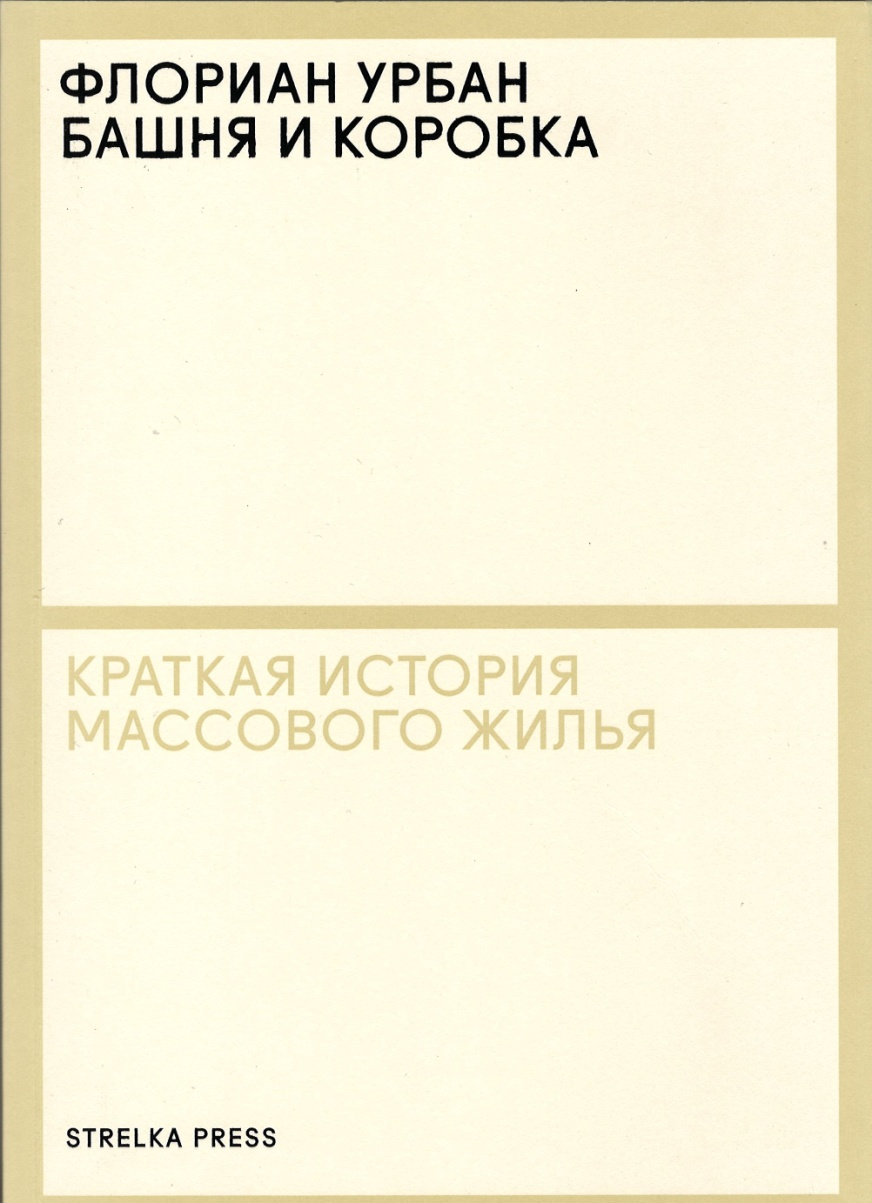 ФЛОРИАН УРБАН
БАШНЯ И КОРОБКА
КРАТКАЯ ИСТОРИЯ
МАССОВОГО ЖИЛЬЯ
STRELKA PRESS